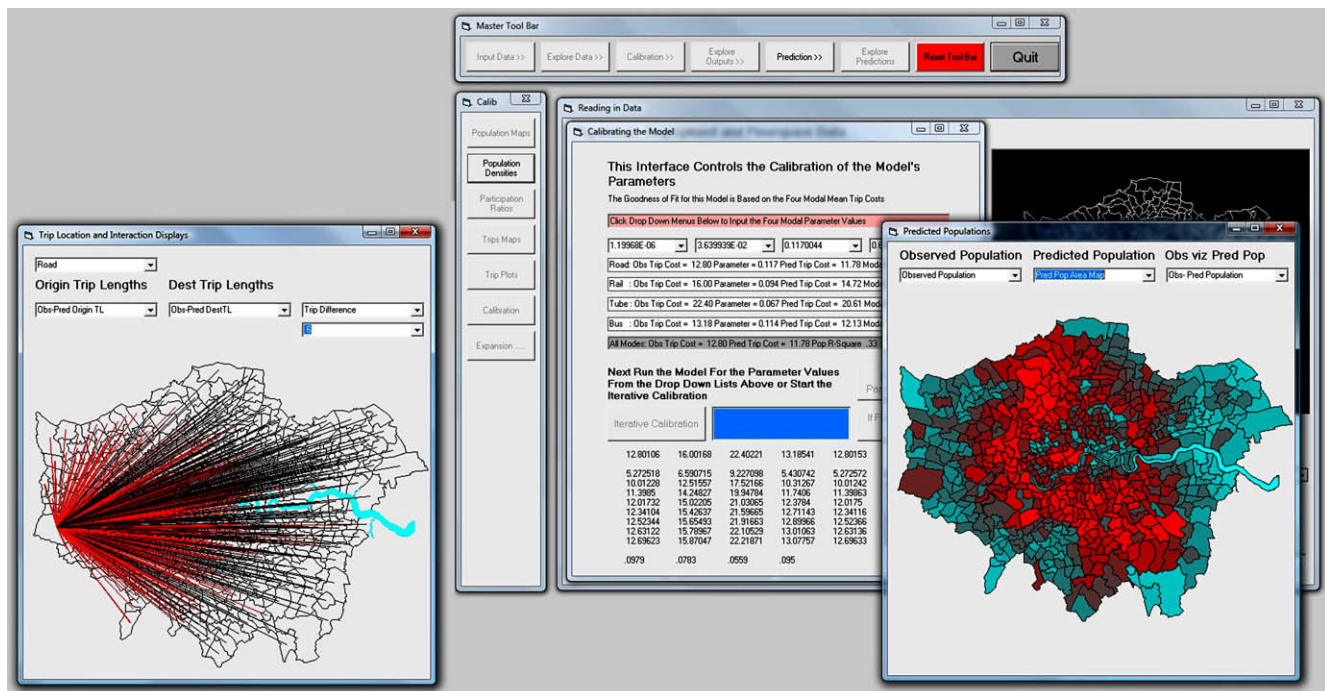 Master Tool Bar
Input Data >>
Explore Data >>
Calibration >>
Explore
Outputs >>
Prediction >>
Explore
Predictions
Reset Tool Bar
Quit
Calib
Population Maps
Population
Densities
Participation
Ratios
Trips Maps
Trip Plots
Calibration
Expansion .....
Reading in Data
Calibrating the Model
This Interface Controls the Calibration of the Model's
Parameters
The Goodness of Fit for this Model is Based on the Four Modal Mean Trip Costs
Click Drop Down Menus Below to Input the Four Modal Parameter Values
1.19968E-06 3.639939E-02 0.1170044
Road: Obs Trip Cost = 12.80 Parameter = 0.117 Pred Trip Cost = 11.78
Rail : Obs Trip Cost = 16.00 Parameter = 0.094 Pred Trip Cost = 14.72
Tube : Obs Trip Cost = 22.40 Parameter = 0.067 Pred Trip Cost = 20.61
Bus : Obs Trip Cost = 13.18 Parameter = 0.114 Pred Trip Cost = 12.13
All Modes: Obs Trip Cost = 12.80 Pred Trip Cost = 11.78 Pop R-Square .33
Next Run the Model For the Parameter Values
From the Drop Down Lists Above or Start the
Iterative Calibration
Iterative Calibration
12.80106 16.00168 22.40221 13.18541 12.80153
5.272518 6.590715 9.227098 5.430742 5.272572
10.01228 12.51557 17.52166 10.31267 10.01242
11.3985 14.24827 19.94784 11.7406 11.39863
12.01732 15.02205 21.03065 12.3784 12.0175
12.34104 15.42637 21.59665 12.71143 12.34116
12.52344 15.65493 21.91663 12.89966 12.52366
12.63122 15.78967 22.10529 13.01063 12.63136
12.69623 15.87047 22.21871 13.07757 12.69633
.0979 .0783 .0559 .095
Trip Location and Interaction Displays
Road
Origin Trip Lengths Dest Trip Lengths
Obs-Pred Origin TL Obs-Pred DestTL Trip Difference
Predicted Populations
Observed Population Predicted Population Obs viz Pred Pop
Observed Population Pred Pop Area Map Obs- Pred Population